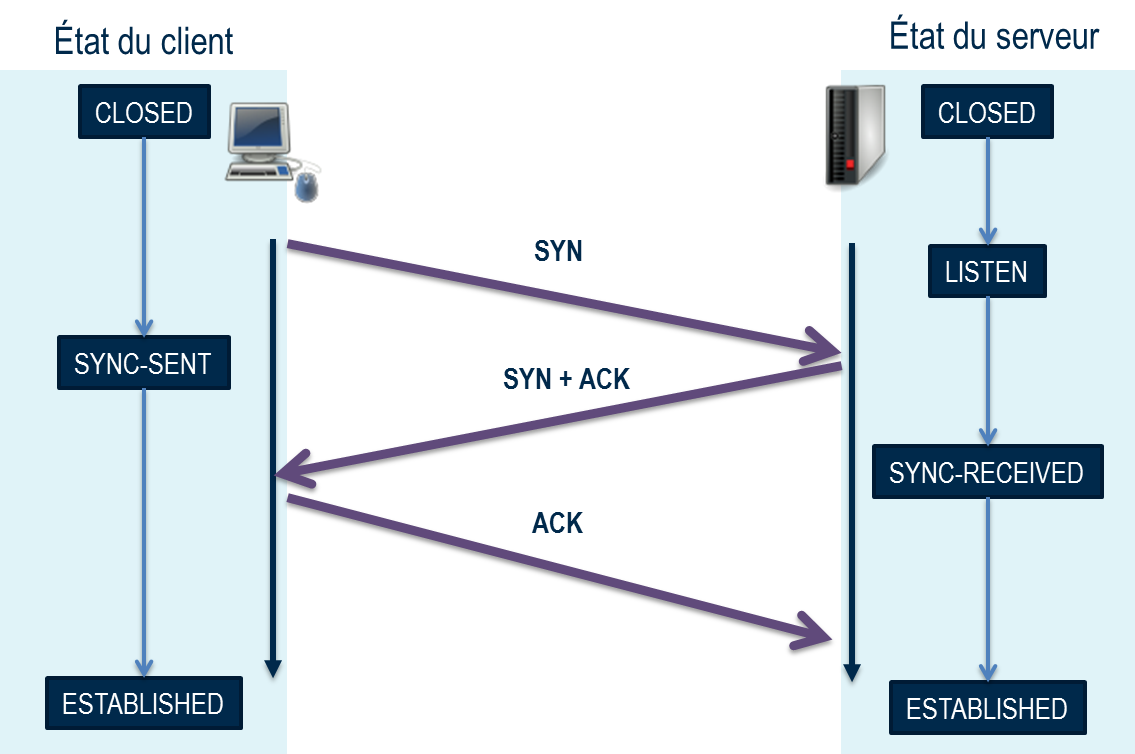 État du client
État du serveur
CLOSED
CLOSED
SYN
LISTEN
SYNC-SENT
SYN + ACK
SYNC-RECEIVED
ACK
ESTABLISHED
ESTABLISHED